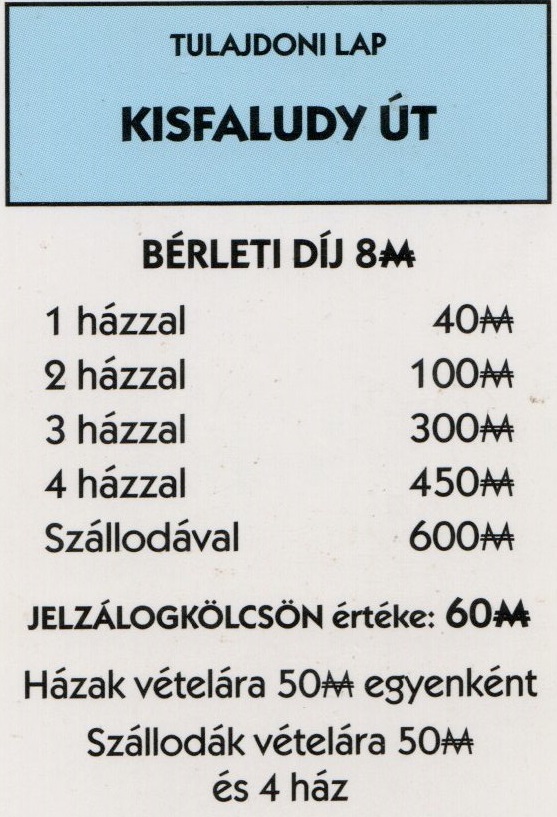 TULAJDONI LAP
KISFALUDY ÚT
BÉRLETI DÍJ 8₩
1 házzal 40₩
2 házzal 100₩
3 házzal 300₩
4 házzal 450₩
Szállodával 600₩
JELZÁLOGKÖLCSÖN értéke: 60₩
Házak vételára 50₩ egyenként
Szállodák vételára 50₩
és 4 ház